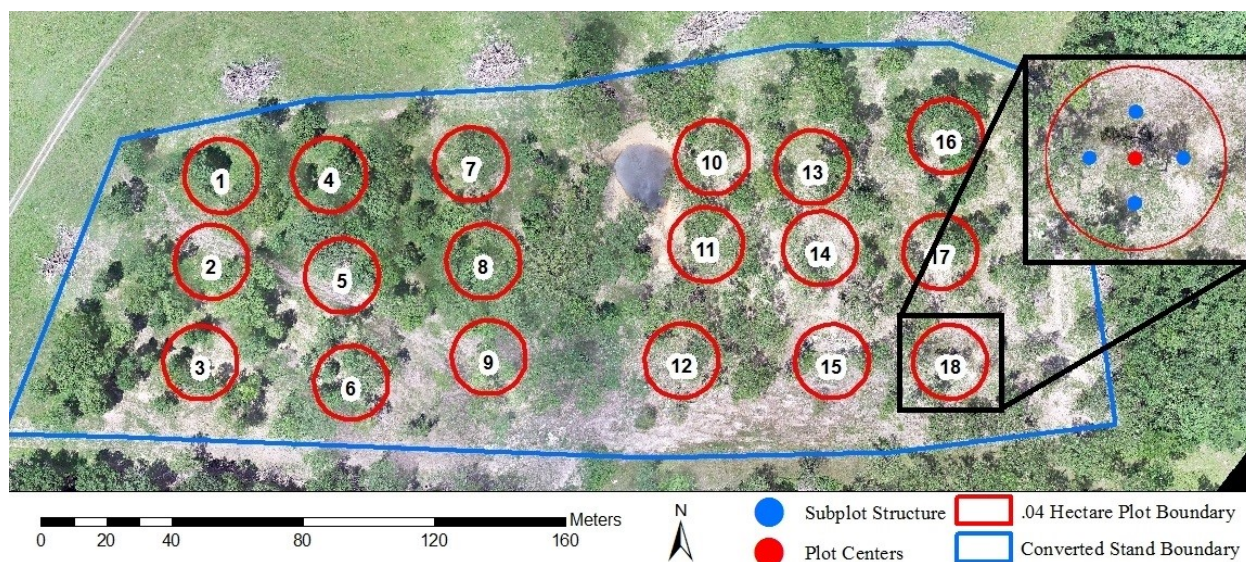 16
7
10
13
1
4
11
14
17
2
5
8
3
6
9
12
15
18
Meters
0 20 40 80 120 160
N
Subplot Structure
Plot Centers
.04 Hectare Plot Boundary
Converted Stand Boundary